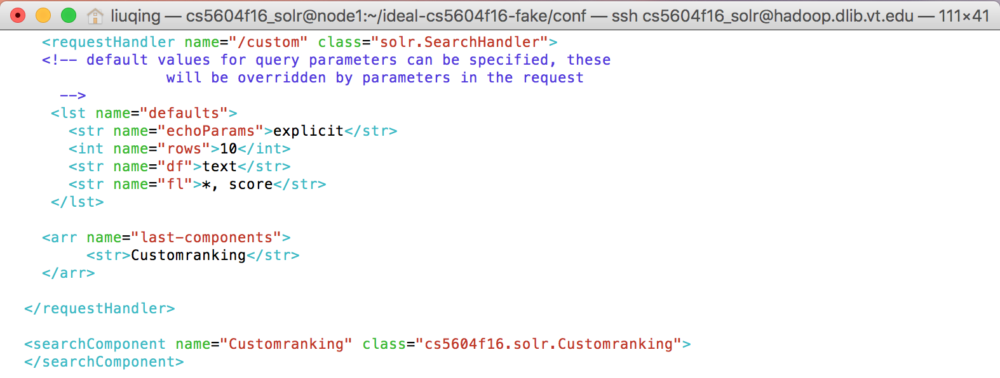 liuqing — cs5604f16_solr@node1:~/ideal-cs5604f16-fake/conf — ssh cs5604f16_solr@hadoop.dlib.vt.edu — 111×41
<requestHandler name="/custom" class="solr.SearchHandler">
<!-- default values for query parameters can be specified, these
will be overridden by parameters in the request
-->
<lst name="defaults">
<str name="echoParams">explicit</str>
<int name="rows">10</int>
<str name="df">text</str>
<str name="fl">*, score</str>
</lst>
<arr name="last-components">
<str>Customranking</str>
</arr>
</requestHandler>
<searchComponent name="Customranking" class="cs5604f16.solr.Customranking">
</searchComponent>